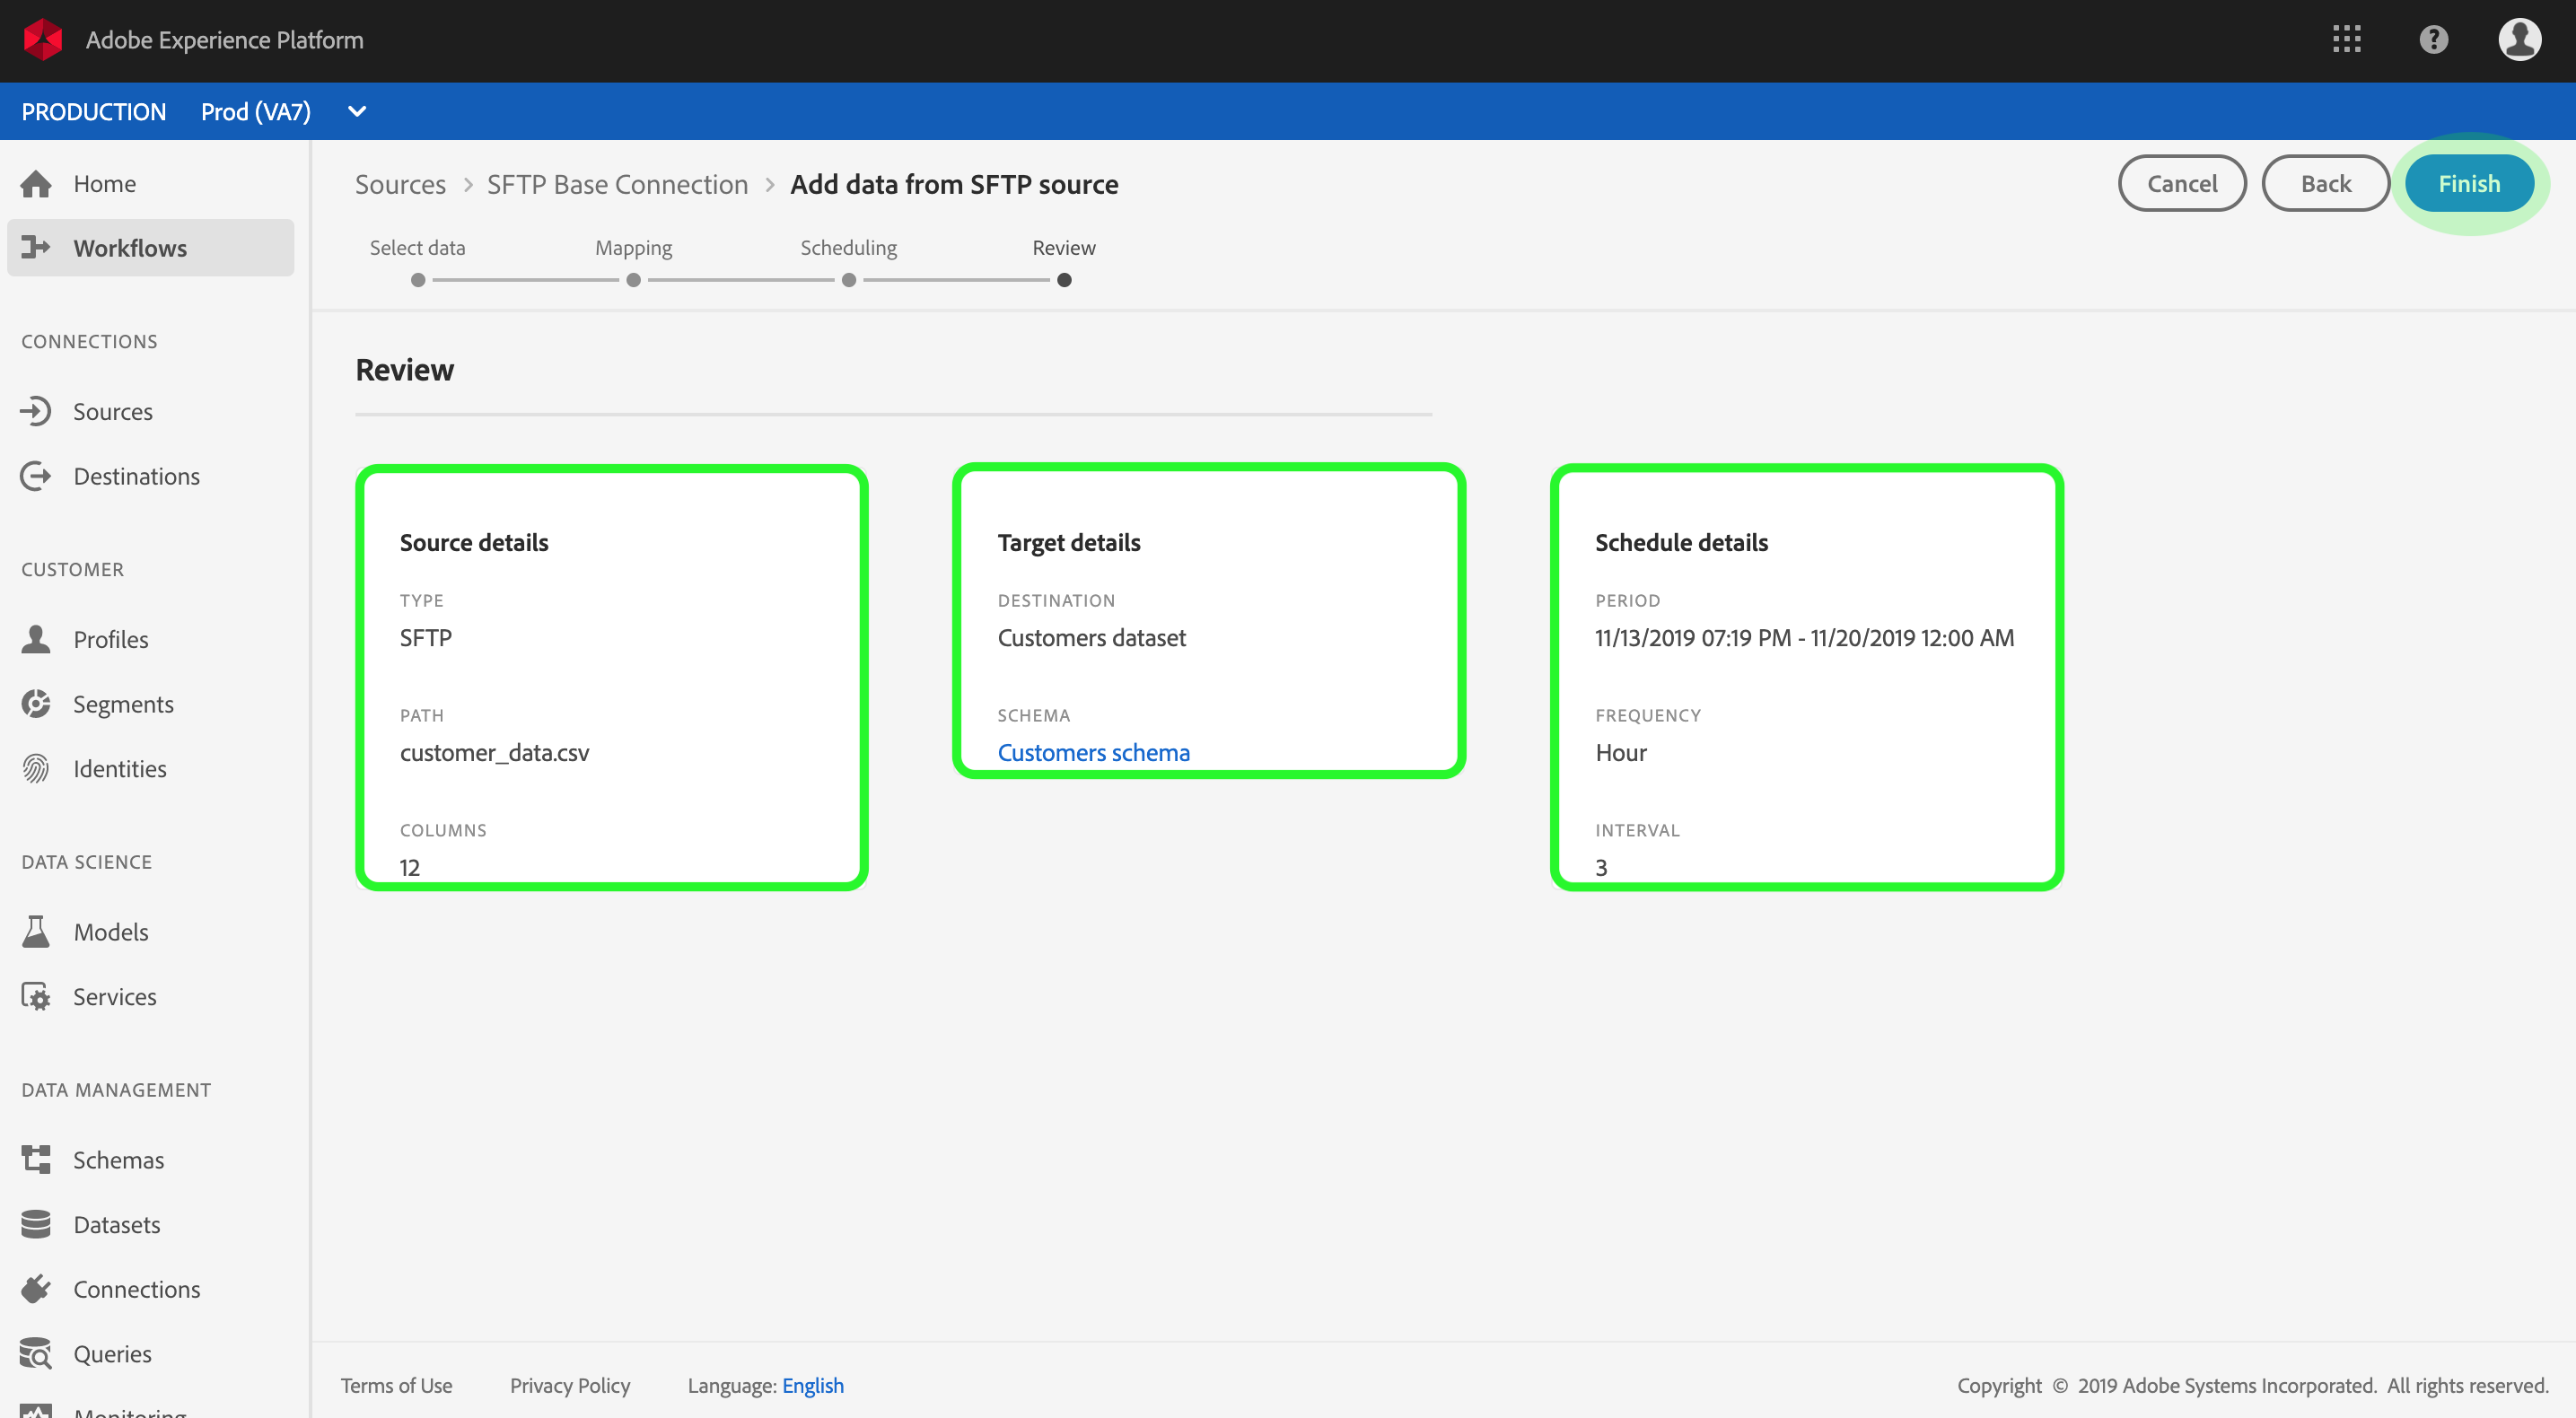 Adobe Experience Platform
PRODUCTION Prod (VA7)
Home
Workflows
CONNECTIONS
Sources
Destinations
CUSTOMER
Profiles
Segments
Identities
DATA SCIENCE
Models
Services
DATA MANAGEMENT
Schemas
Datasets
Connections
Queries
Monitoring
Sources > SFTP Base Connection > Add data from SFTP source
Cancel Back Finish
Select data Mapping Scheduling Review
Review
Source details
TYPE
SFTP
PATH
customer_data.csv
COLUMNS
12
Target details
DESTINATION
Customers dataset
SCHEMA
Customers schema
Schedule details
PERIOD
11/13/2019 07:19 PM - 11/20/2019 12:00 AM
FREQUENCY
Hour
INTERVAL
3
Terms of Use Privacy Policy Language: English
Copyright © 2019 Adobe Systems Incorporated. All rights reserved.